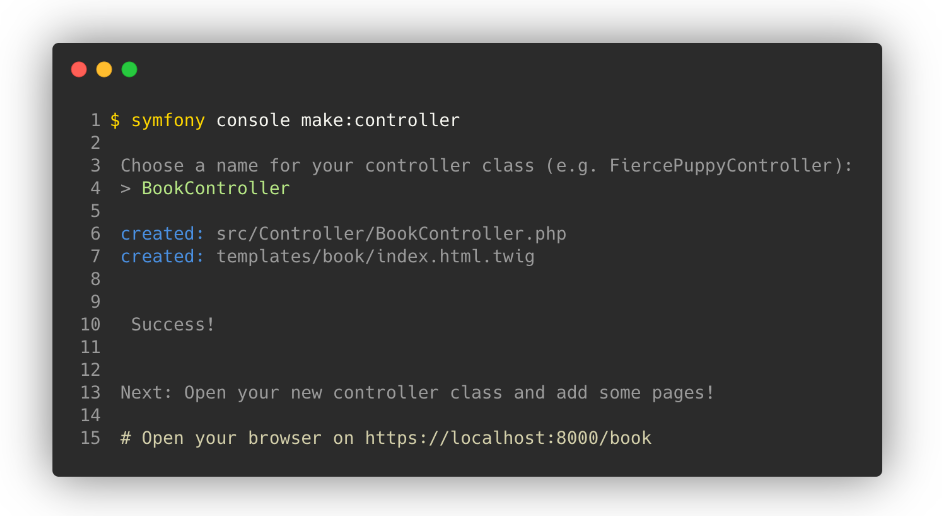 1 $ symfony console make:controller
2
3 Choose a name for your controller class (e.g. FiercePuppyController):
4 > BookController
5
6 created: src/Controller/BookController.php
7 created: templates/book/index.html.twig
8
9
10 Success!
11
12
13 Next: Open your new controller class and add some pages!
14
15 # Open your browser on https://localhost:8000/book